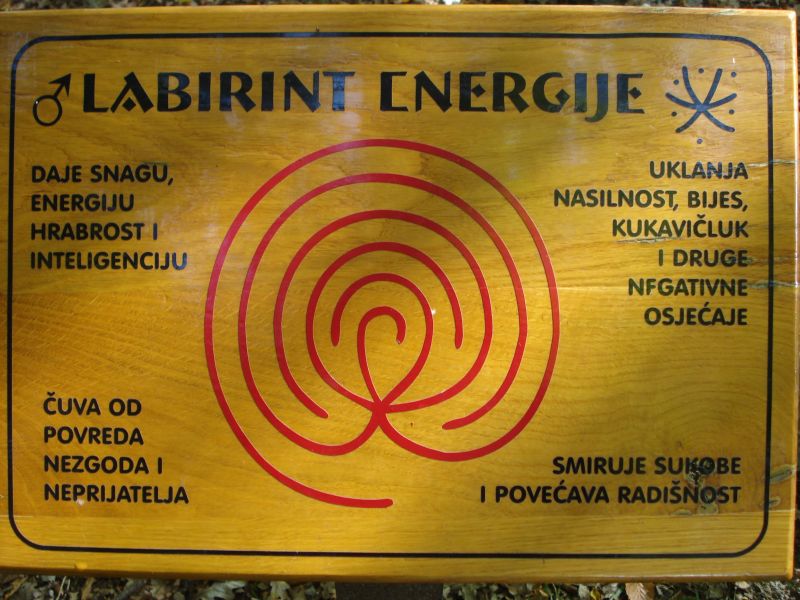 LABIRINT ENERGIJE
DAJE SNAGU,
ENERGIJU
HRABROST I
INTELIGENCIJU
UKLANJA
NASILNOST, BIJES,
KUKAVIČLUK
I DRUGE
NFGATIVNE
OSJEĆAJE
ČUVA OD
POVREDA
NEZGODA I
NEPRIJATELJA
SMIRUJE SUKOBE
I POVEĆAVA RADIŠNOST